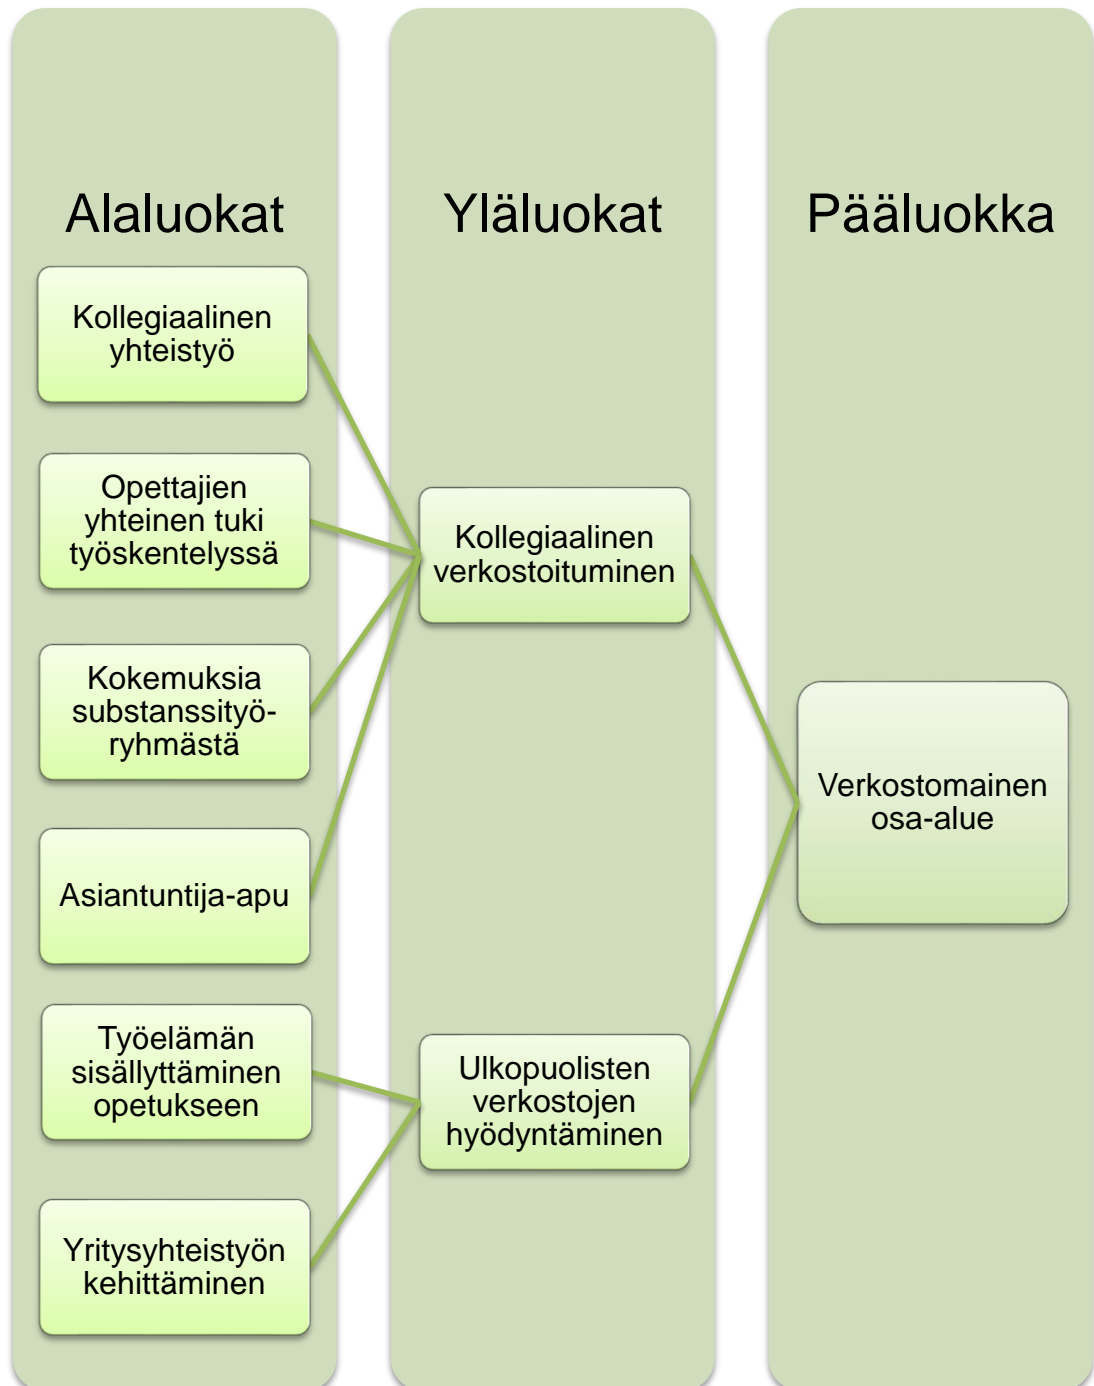 Alaluokat
Kollegiaalinen
yhteistyö
Opettajien
yhteinen tuki
työskentelyssä
Kokemuksia
substanssityö-
ryhmästä
Asiantuntija-apu
Työelämän
sisällyttäminen
opetukseen
Yritysyhteistyön
kehittäminen
Yläluokat
Kollegiaalinen
verkostoituminen
Ulkopuolisten
verkostojen
hyödyntäminen
Pääluokka
Verkostomainen
osa-alue